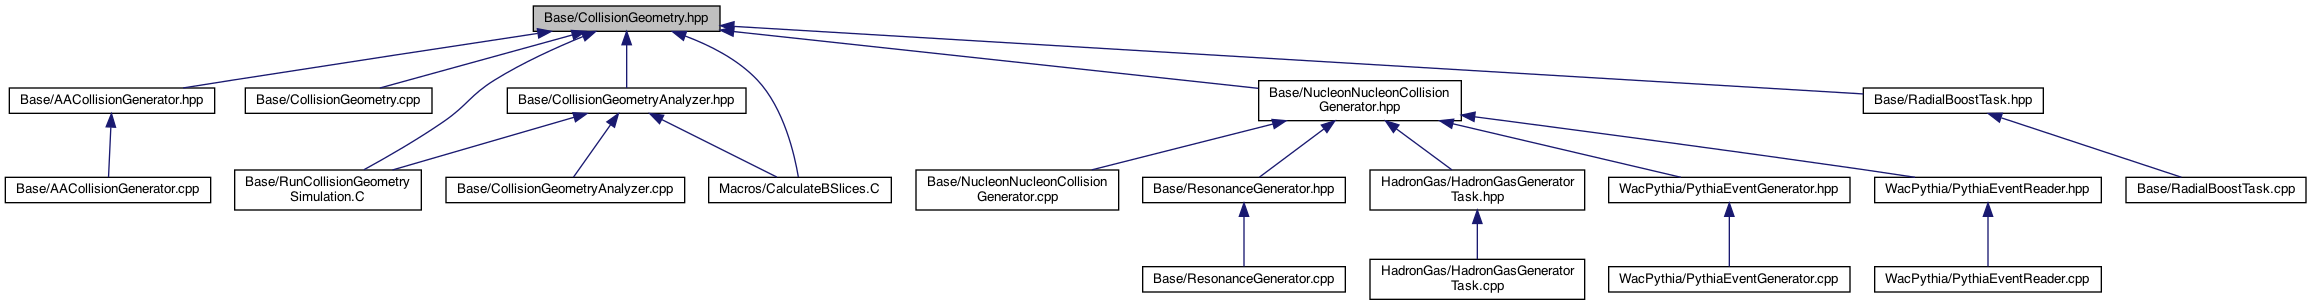 Base/CollisionGeometry.hpp
Base/AACollisionGenerator.hpp
Base/CollisionGeometry.cpp
Base/CollisionGeometryAnalyzer.hpp
Base/NucleonNucleonCollision
Generator.hpp
Base/RadialBoostTask.hpp
Base/AACollisionGenerator.cpp
Base/RunCollisionGeometry
Simulation.C
Base/CollisionGeometryAnalyzer.cpp
Macros/CalculateBSlices.C
Base/NucleonNucleonCollision
Generator.cpp
Base/ResonanceGenerator.hpp
HadronGas/HadronGasGenerator
Task.hpp
WacPythia/PythiaEventGenerator.hpp
WacPythia/PythiaEventReader.hpp
Base/RadialBoostTask.cpp
Base/ResonanceGenerator.cpp
HadronGas/HadronGasGenerator
Task.cpp
WacPythia/PythiaEventGenerator.cpp
WacPythia/PythiaEventReader.cpp